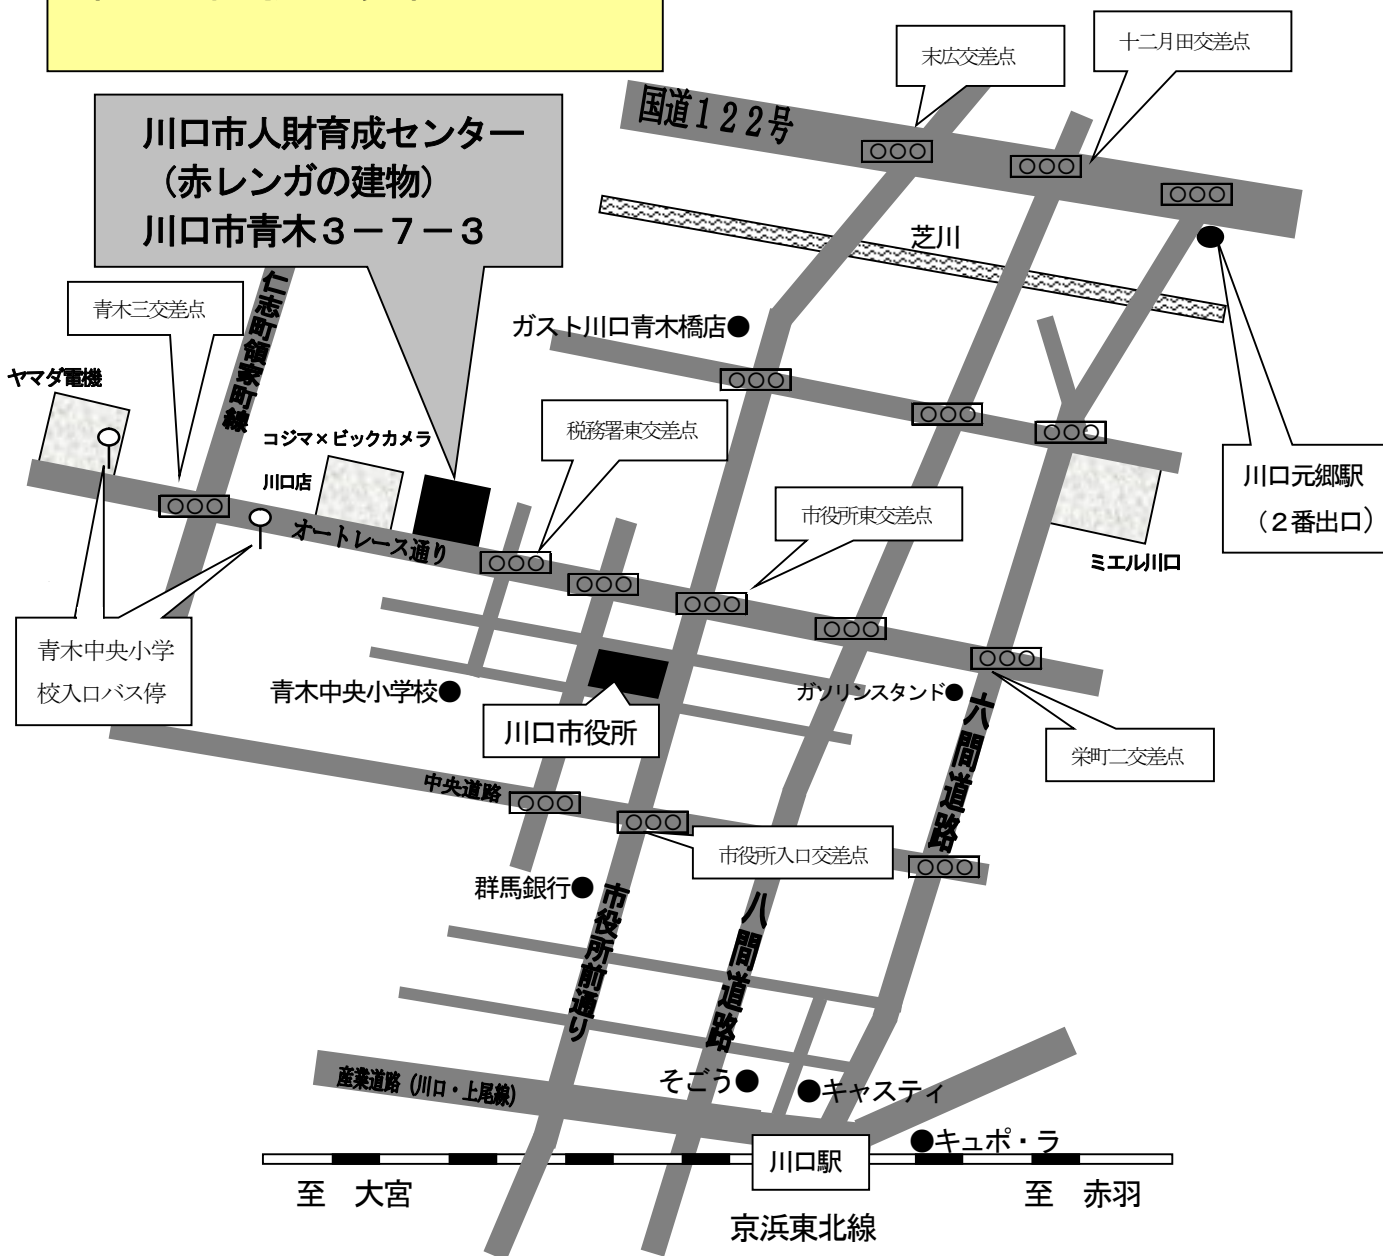 末広交差点
十二月田交差点
国道１２２号
川口市人財育成センター
（赤レンガの建物）
川口市青木３－７－３
芝川
仁志町領家町線
青木三交差点
ガスト川口青木橋店
ヤマダ電機
コジマ×ビックカメラ
川口店
税務署東交差点
川口元郷駅
（２番出口）
市役所東交差点
オートレース通り
ミエル川口
青木中央小学
校入口バス停
青木中央小学校
ガソリンスタンド
川口市役所
六間道路
栄町二交差点
中央道路
市役所入口交差点
群馬銀行
市役所前通り
八間道路
産業道路（川口・上尾線）
そごう
キャスティ
キュポ・ラ
川口駅
至　大宮
至　赤羽
京浜東北線